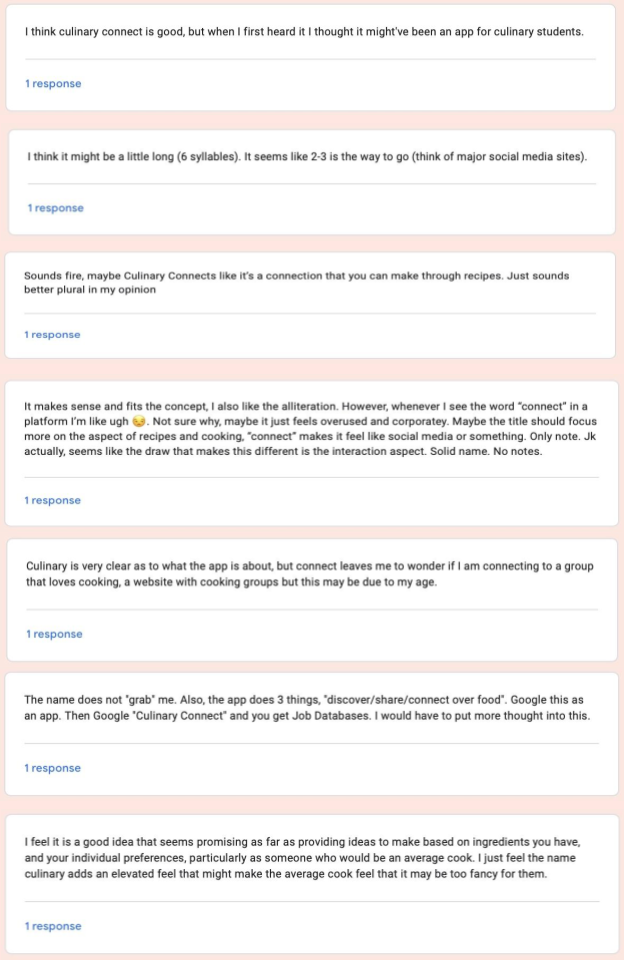 I think culinary connect is good, but when I first heard it I thought it might've been an app for culinary students.
1 response
I think it might be a little long (6 syllables). It seems like 2-3 is the way to go (think of major social media sites).
1 response
Sounds fire, maybe Culinary Connects like it's a connection that you can make through recipes. Just sounds
better plural in my opinion
1 response
It makes sense and fits the concept, I also like the alliteration. However, whenever I see the word "connect" in a
platform I'm like ugh 😒. Not sure why, maybe it just feels overused and corporatey. Maybe the title should focus
more on the aspect of recipes and cooking, "connect" makes it feel like social media or something. Only note. Jk
actually, seems like the draw that makes this different is the interaction aspect. Solid name. No notes.
1 response
Culinary is very clear as to what the app is about, but connect leaves me to wonder if I am connecting to a group
that loves cooking, a website with cooking groups but this may be due to my age.
1 response
The name does not "grab" me. Also, the app does 3 things, "discover/share/connect over food". Google this as
an app. Then Google "Culinary Connect" and you get Job Databases. I would have to put more thought into this.
1 response
I feel it is a good idea that seems promising as far as providing ideas to make based on ingredients you have,
and your individual preferences, particularly as someone who would be an average cook. I just feel the name
culinary adds an elevated feel that might make the average cook feel that it may be too fancy for them.
1 response